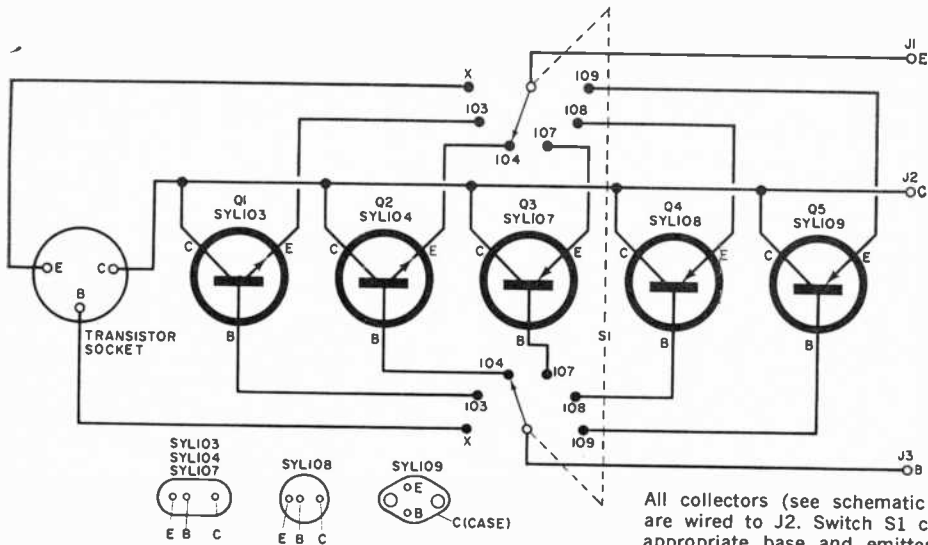 J1
E
X
109
103
108
104
107
J2
C
Q1
SYL103
Q2
SYL104
Q3
SYL107
Q4
SYL108
Q5
SYL109
C E
C E
C E
C E
C E
E C
B
TRANSISTOR
SOCKET
B
B
B
B
B
S1
104
107
103
108
X
109
J3
B
SYL103
SYL104
SYL107
E B C
SYL108
E B C
SYL109
E
B
C(CASE)
All collectors (see schematic
are wired to J2. Switch S1 c
appropriate base and emitter